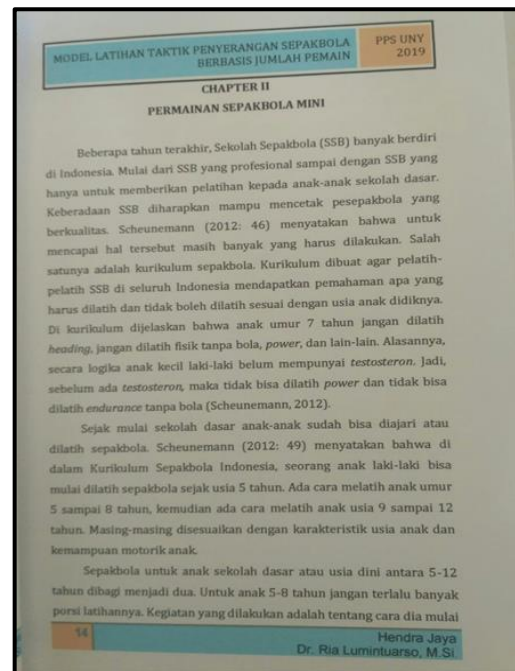 MODEL LATIHAN TAKTIK PENYERANGAN SEPAKBOLA
BERBASIS JUMLAH PEMAIN
PPS UNY
2019
CHAPTER II
PERMAINAN SEPAKBOLA MINI
Beberapa tahun terakhir, Sekolah Sepakbola (SSB) banyak berdiri
di Indonesia. Mulai dari SSB yang profesional sampai dengan SSB yang
hanya untuk memberikan pelatihan kepada anak-anak sekolah dasar.
Keberadaan SSB diharapkan mampu mencetak pesepakbola yang
berkualitas. Scheunemann (2012: 46) menyatakan bahwa untuk
mencapai hal tersebut masih banyak yang harus dilakukan. Salah
satunya adalah kurikulum sepakbola. Kurikulum dibuat agar pelatih-
pelatih SSB di seluruh Indonesia mendapatkan pemahaman apa yang
harus dilatih dan tidak boleh dilatih sesuai dengan usia anak didiknya.
Di kurikulum dijelaskan bahwa anak umur 7 tahun jangan dilatih
heading, jangan dilatih fisik tanpa bola, power, dan lain-lain. Alasannya,
secara logika anak kecil laki-laki belum mempunyai testosteron. Jadi,
sebelum ada testosteron, maka tidak bisa dilatih power dan tidak bisa
dilatih endurance tanpa bola (Scheunemann, 2012).
Sejak mulai sekolah dasar anak-anak sudah bisa diajari atau
dilatih sepakbola. Scheunemann (2012: 49) menyatakan bahwa di
dalam Kurikulum Sepakbola Indonesia, seorang anak laki-laki bisa
mulai dilatih sepakbola sejak usia 5 tahun. Ada cara melatih anak umur
5 sampai 8 tahun, kemudian ada cara melatih anak usia 9 sampai 12
tahun. Masing-masing disesuaikan dengan karakteristik usia anak dan
kemampuan motorik anak.
Sepakbola untuk anak sekolah dasar atau usia dini antara 5-12
tahun dibagi menjadi dua. Untuk anak 5-8 tahun jangan terlalu banyak
porsi latihannya. Kegiatan yang dilakukan adalah tentang cara dia mulai
14
Hendra Jaya
Dr. Ria Lumintuarso, M.Si